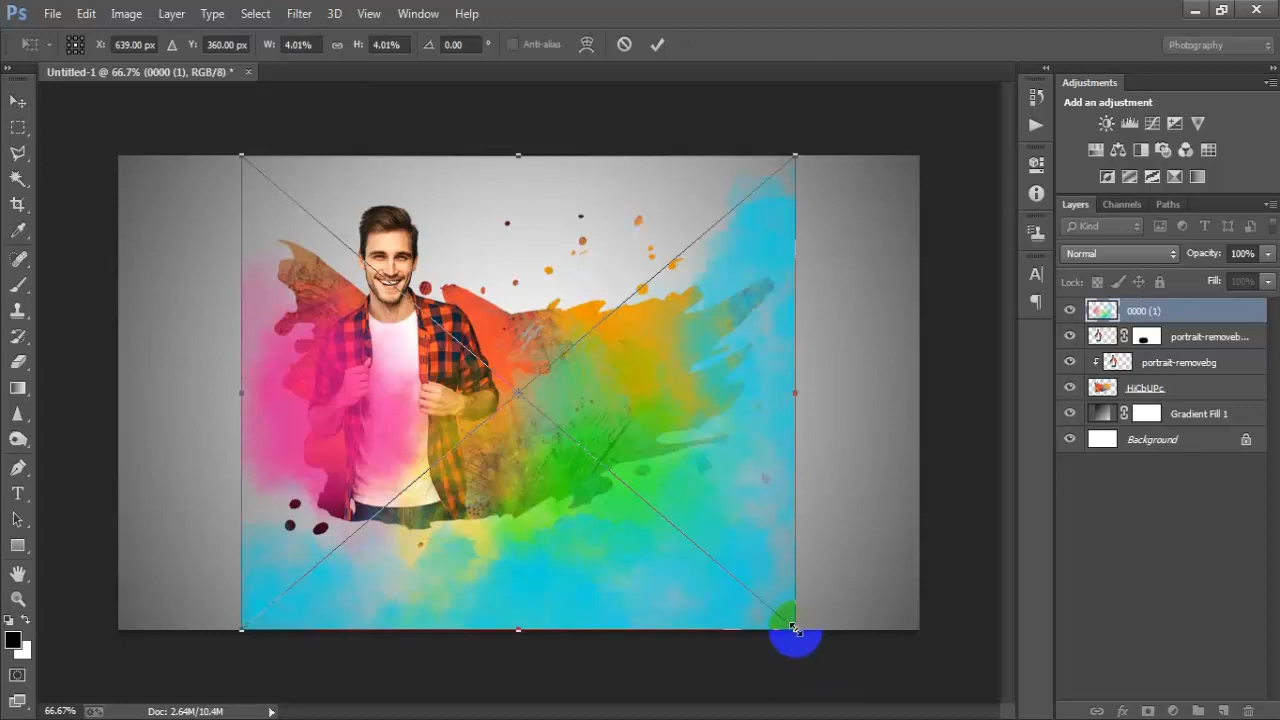 Ps File Edit Image Layer Type Select Filter 3D View Window Help
X: 639.00 px Y: 360.00 px W: 4.01% H: 4.01% 0.00 ° Anti-alias Photography
Untitled-1 @ 66.7% (0000 (1), RGB/8) * ×
Adjustments
Add an adjustment
Layers Channels Paths
Kind
Normal Opacity: 100%
Lock: Fill: 100%
0000 (1)
portrait-removeb...
portrait-removebg
HiCbUPc
Gradient Fill 1
Background
66.67% Doc: 2.64M/10.4M